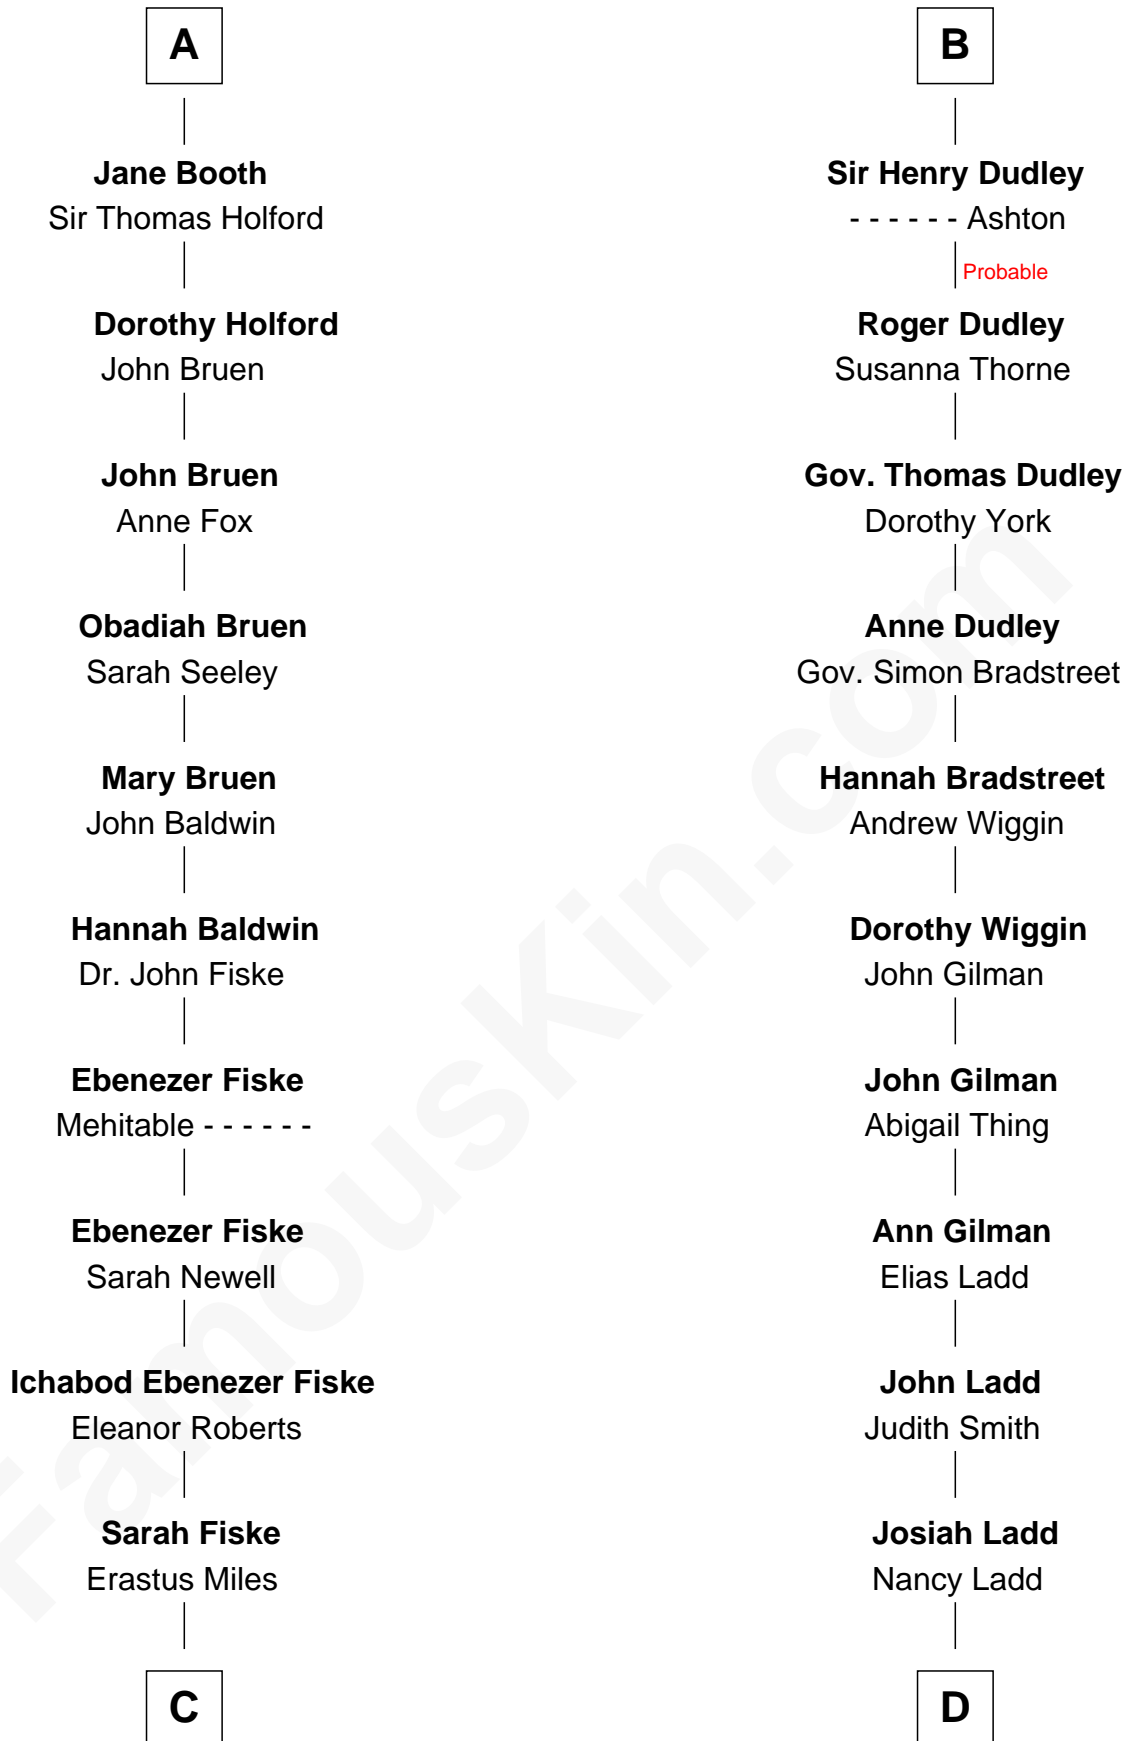 A
Jane Booth
Sir Thomas Holford
Dorothy Holford
John Bruen
John Bruen
Anne Fox
Obadiah Bruen
Sarah Seeley
Mary Bruen
John Baldwin
Hannah Baldwin
Dr. John Fiske
Ebenezer Fiske
Mehitable - - - - - -
Ebenezer Fiske
Sarah Newell
Ichabod Ebenezer Fiske
Eleanor Roberts
Sarah Fiske
Erastus Miles
C
B
Sir Henry Dudley
- - - - - - Ashton
Probable
Roger Dudley
Susanna Thorne
Gov. Thomas Dudley
Dorothy York
Anne Dudley
Gov. Simon Bradstreet
Hannah Bradstreet
Andrew Wiggin
Dorothy Wiggin
John Gilman
John Gilman
Abigail Thing
Ann Gilman
Elias Ladd
John Ladd
Judith Smith
Josiah Ladd
Nancy Ladd
D
FamousKin.com